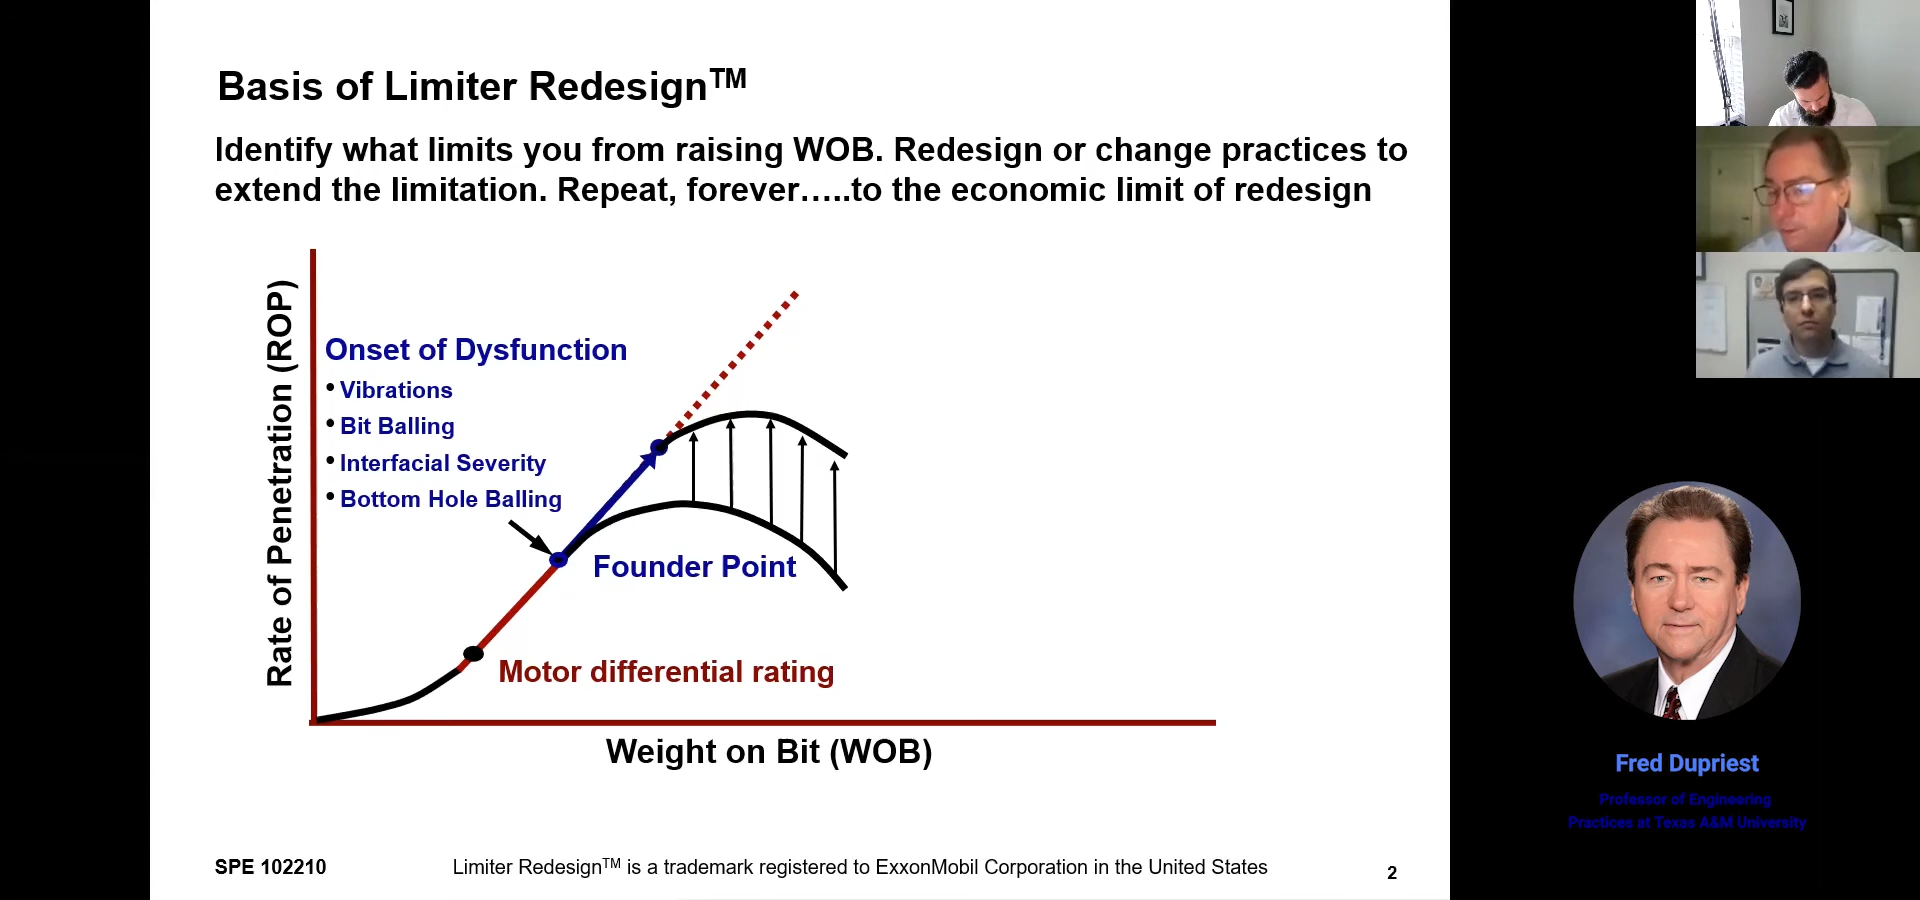 Basis of Limiter Redesign™
Identify what limits you from raising WOB. Redesign or change practices to
extend the limitation. Repeat, forever…..to the economic limit of redesign
Rate of Penetration (ROP)
Onset of Dysfunction
• Vibrations
• Bit Balling
• Interfacial Severity
• Bottom Hole Balling
Founder Point
Motor differential rating
Weight on Bit (WOB)
SPE 102210
Limiter Redesign™ is a trademark registered to ExxonMobil Corporation in the United States
2
Fred Dupriest
Professor of Engineering
Practices at Texas A&M University